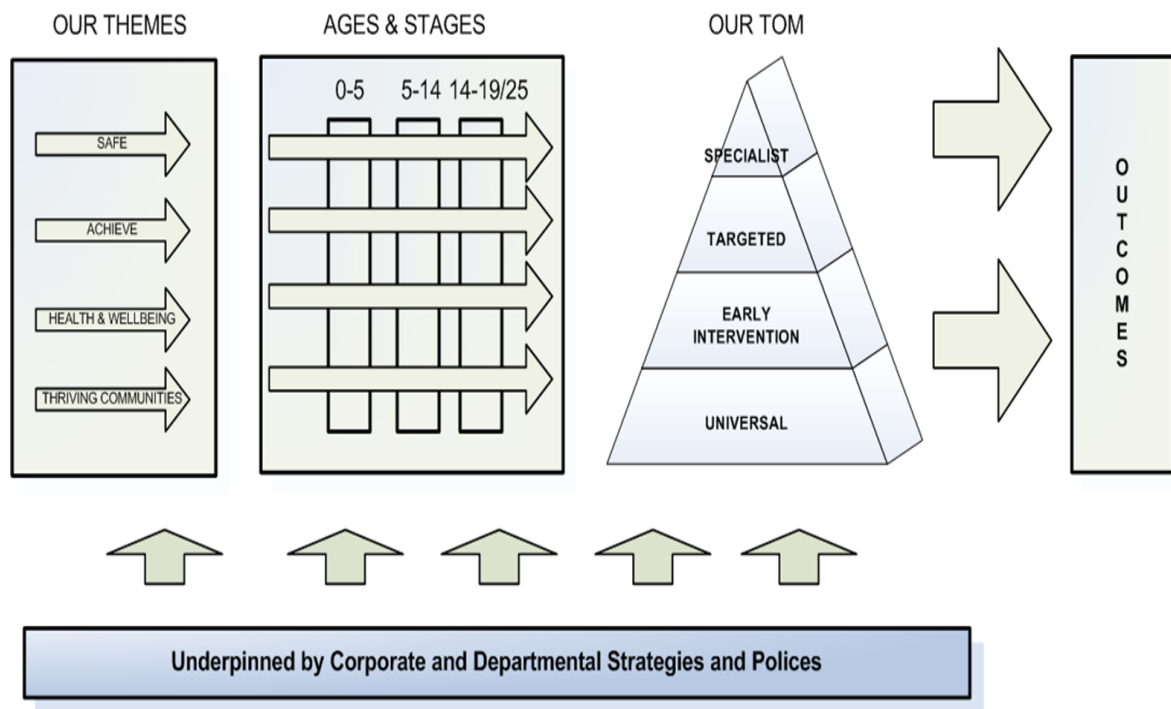 OUR THEMES
AGES & STAGES
OUR TOM
SAFE
ACHIEVE
HEALTH & WELLBEING
THRIVING COMMUNITIES
0-5
5-14
14-19/25
SPECIALIST
TARGETED
EARLY
INTERVENTION
UNIVERSAL
OUTCOMES
Underpinned by Corporate and Departmental Strategies and Polices